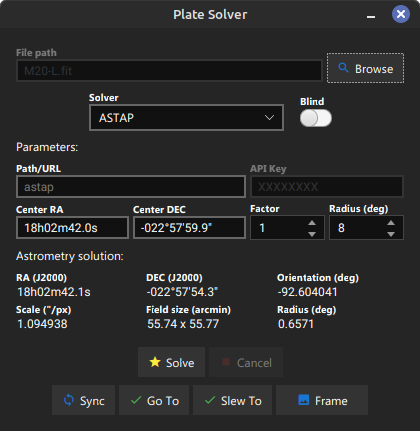 Plate Solver
File path
M20-L.fit
Browse
Solver
Blind
ASTAP
Parameters:
Path/URL
API Key
astap
XXXXXXXX
Center RA
Center DEC
Factor
Radius (deg)
18h02m42.0s
-022°57'59.9"
1
8
Astrometry solution:
RA (J2000)
DEC (J2000)
Orientation (deg)
18h02m42.1s
-022°57'54.3"
-92.604041
Scale ("/px)
Field size (arcmin)
Radius (deg)
1.094938
55.74 x 55.77
0.6571
Solve
Cancel
Sync
Go To
Slew To
Frame